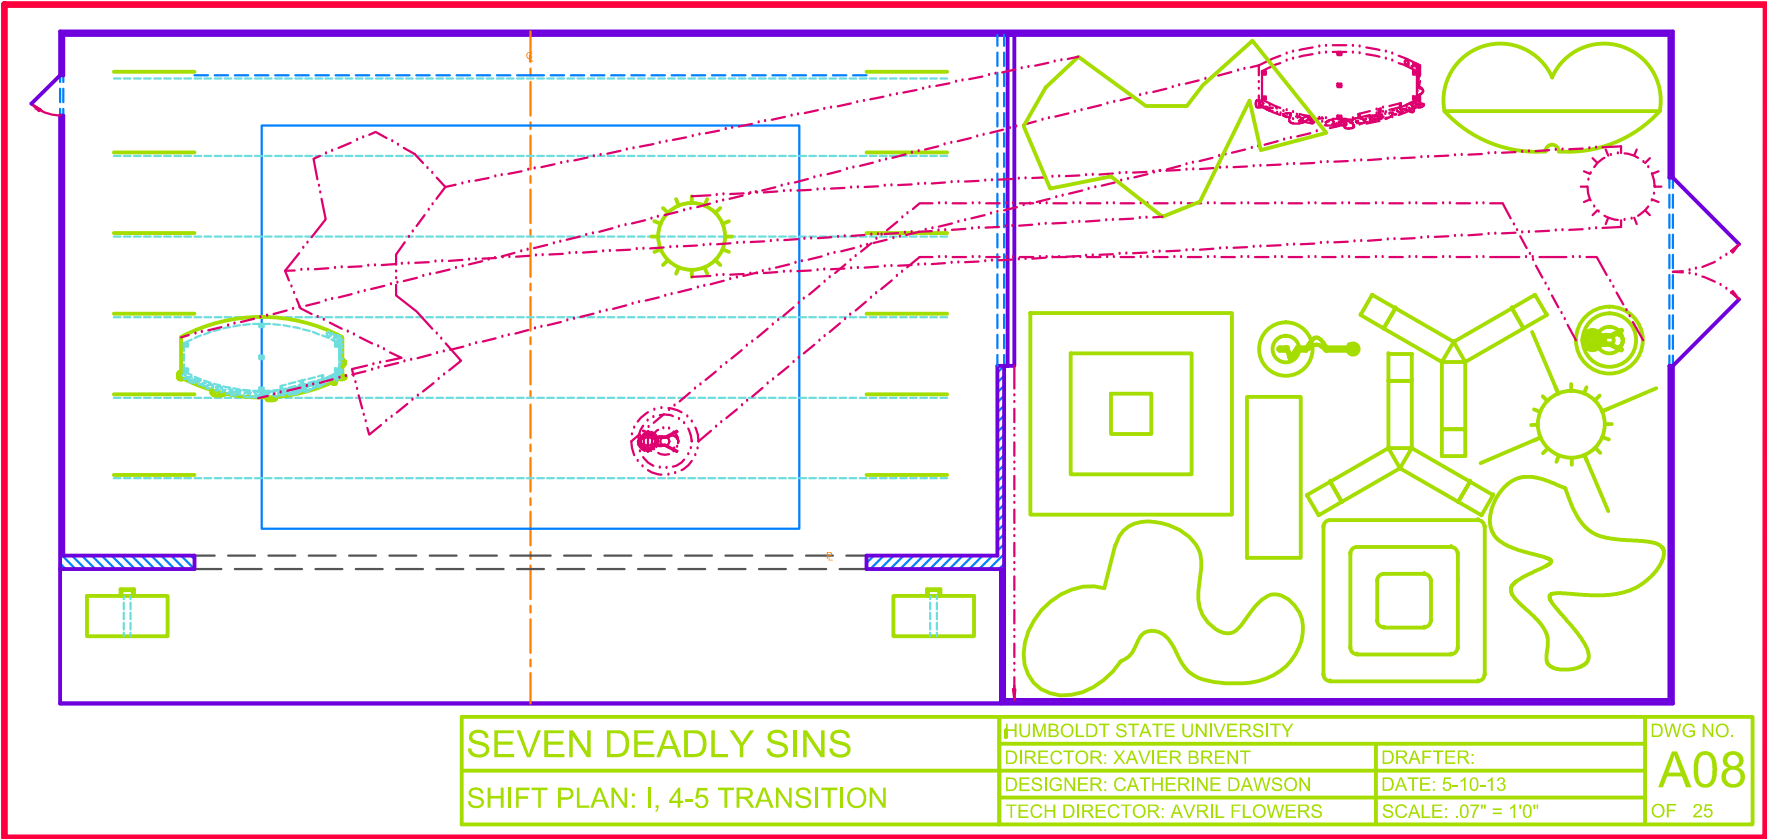 SEVEN DEADLY SINS
SHIFT PLAN: I, 4-5 TRANSITION
HUMBOLDT STATE UNIVERSITY
DIRECTOR: XAVIER BRENT
DRAFTER:
DESIGNER: CATHERINE DAWSON
DATE: 5-10-13
TECH DIRECTOR: AVRIL FLOWERS
SCALE: .07" = 1'0"
DWG NO.
A08
OF 25